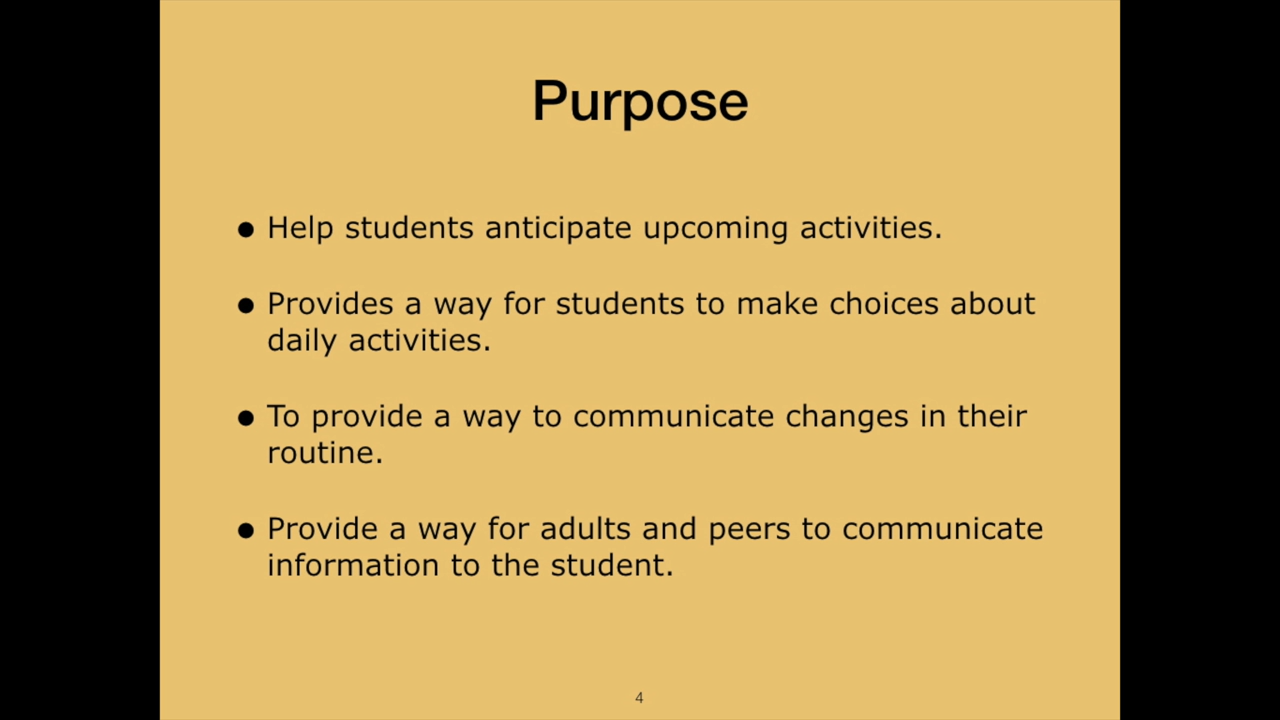 Purpose
• Help students anticipate upcoming activities.
• Provides a way for students to make choices about
daily activities.
• To provide a way to communicate changes in their
routine.
• Provide a way for adults and peers to communicate
information to the student.
4